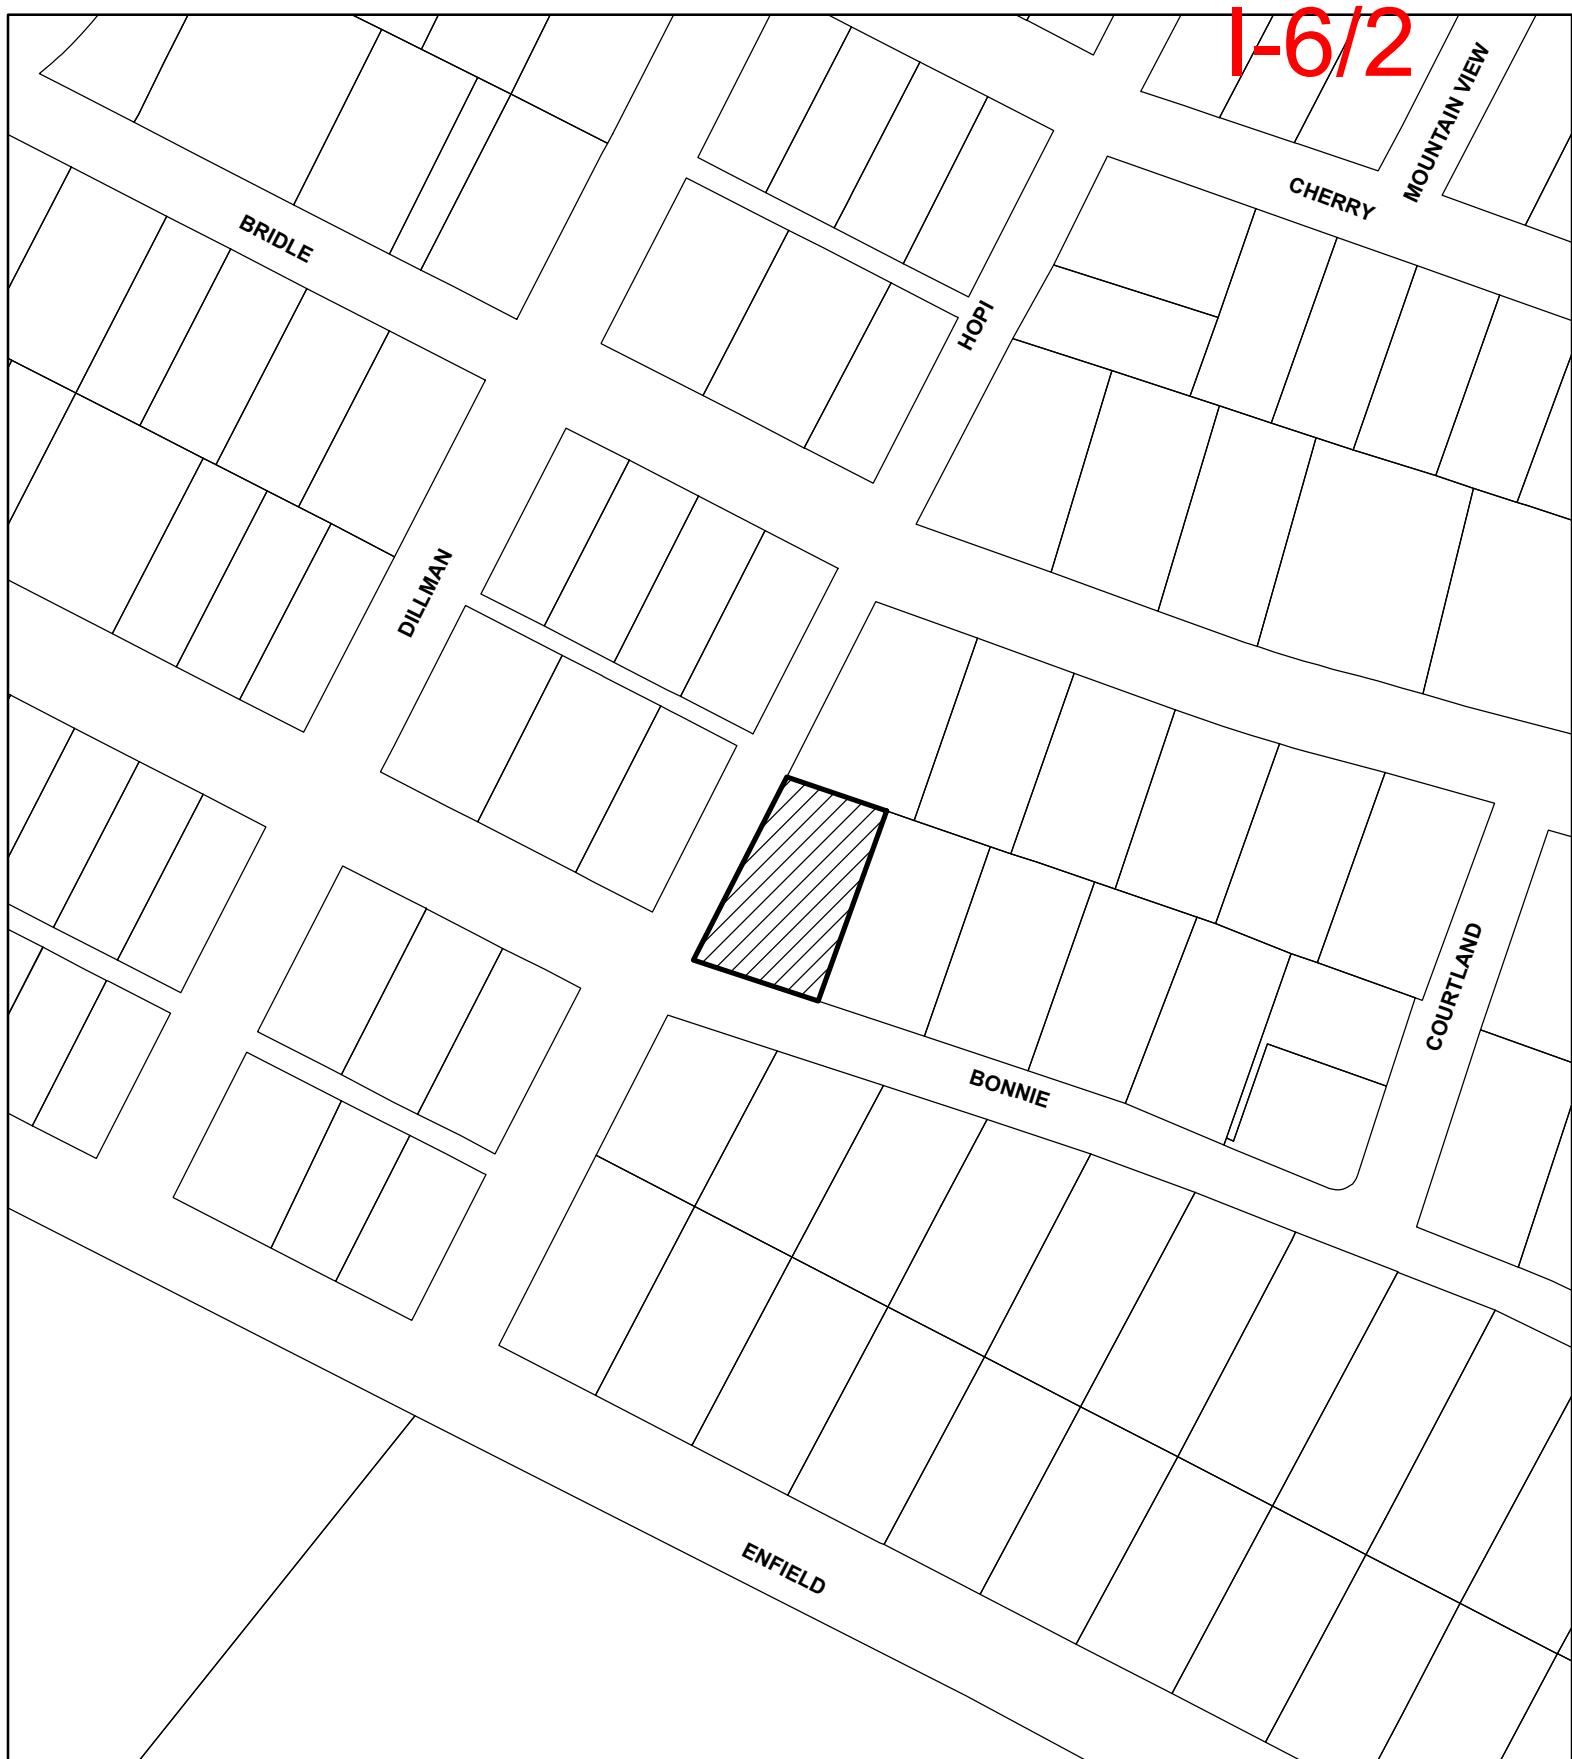 I-6/2
MOUNTAIN VIEW
CHERRY
BRIDLE
HOPI
DILLMAN
COURTLAND
BONNIE
ENFIELD